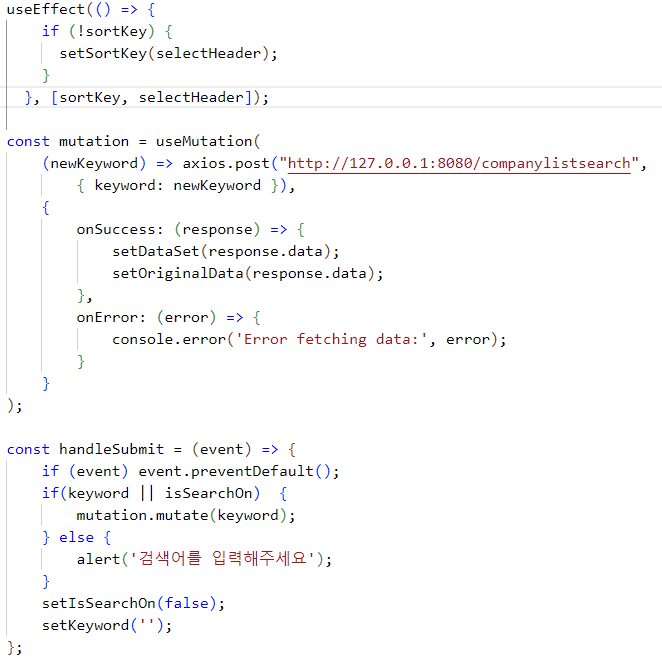 useEffect(() => {
    if (!sortKey) {
      setSortKey(selectHeader);
    }
  }, [sortKey, selectHeader]);

const mutation = useMutation(
    (newKeyword) => axios.post("http://127.0.0.1:8080/companylistsearch",
        { keyword: newKeyword }),
    {
        onSuccess: (response) => {
            setDataSet(response.data);
            setOriginalData(response.data);
        },
        onError: (error) => {
            console.error('Error fetching data:', error);
        }
    }
);

const handleSubmit = (event) => {
    if (event) event.preventDefault();
    if(keyword || isSearchOn)  {
        mutation.mutate(keyword);
    } else {
        alert('검색어를 입력해주세요');
    }
    setIsSearchOn(false);
    setKeyword('');
};